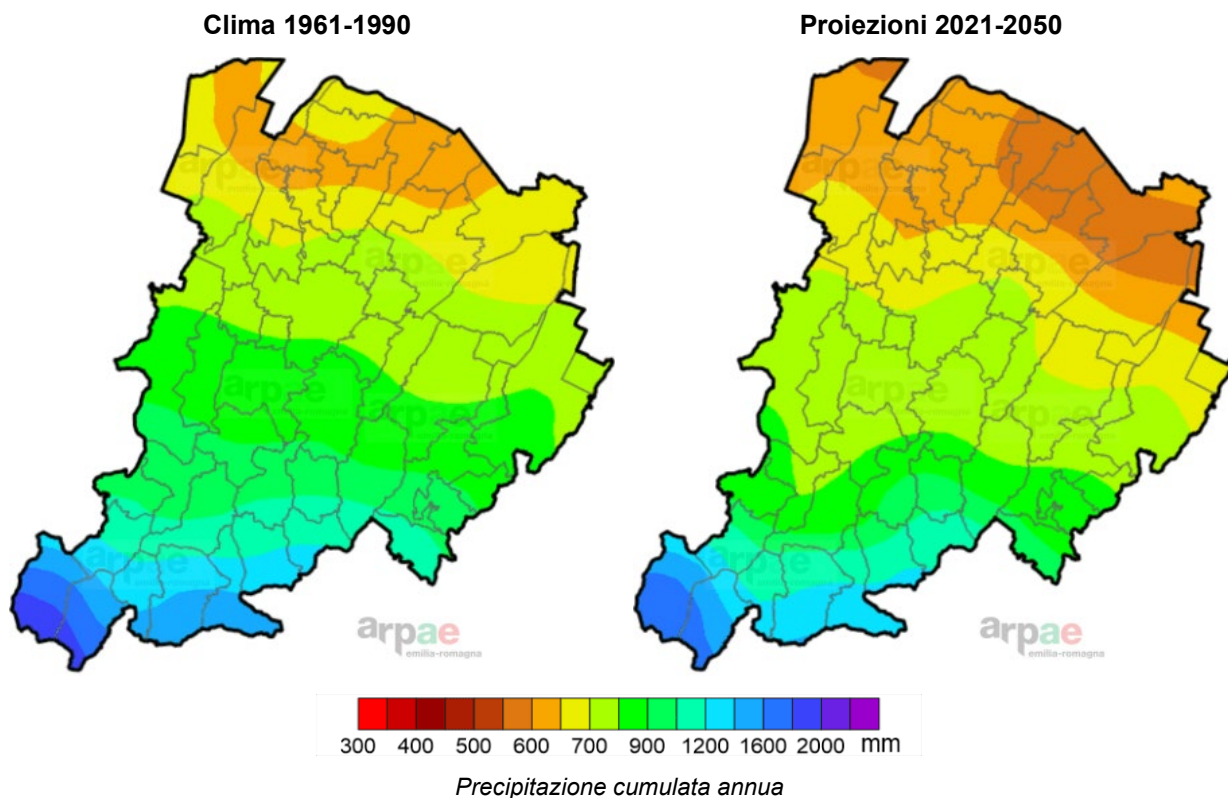 Clima 1961-1990
Proiezioni 2021-2050
arpae
emilia-romagna
arpae
emilia-romagna
300 400 500 600 700 900 1200 1600 2000 mm
Precipitazione cumulata annua